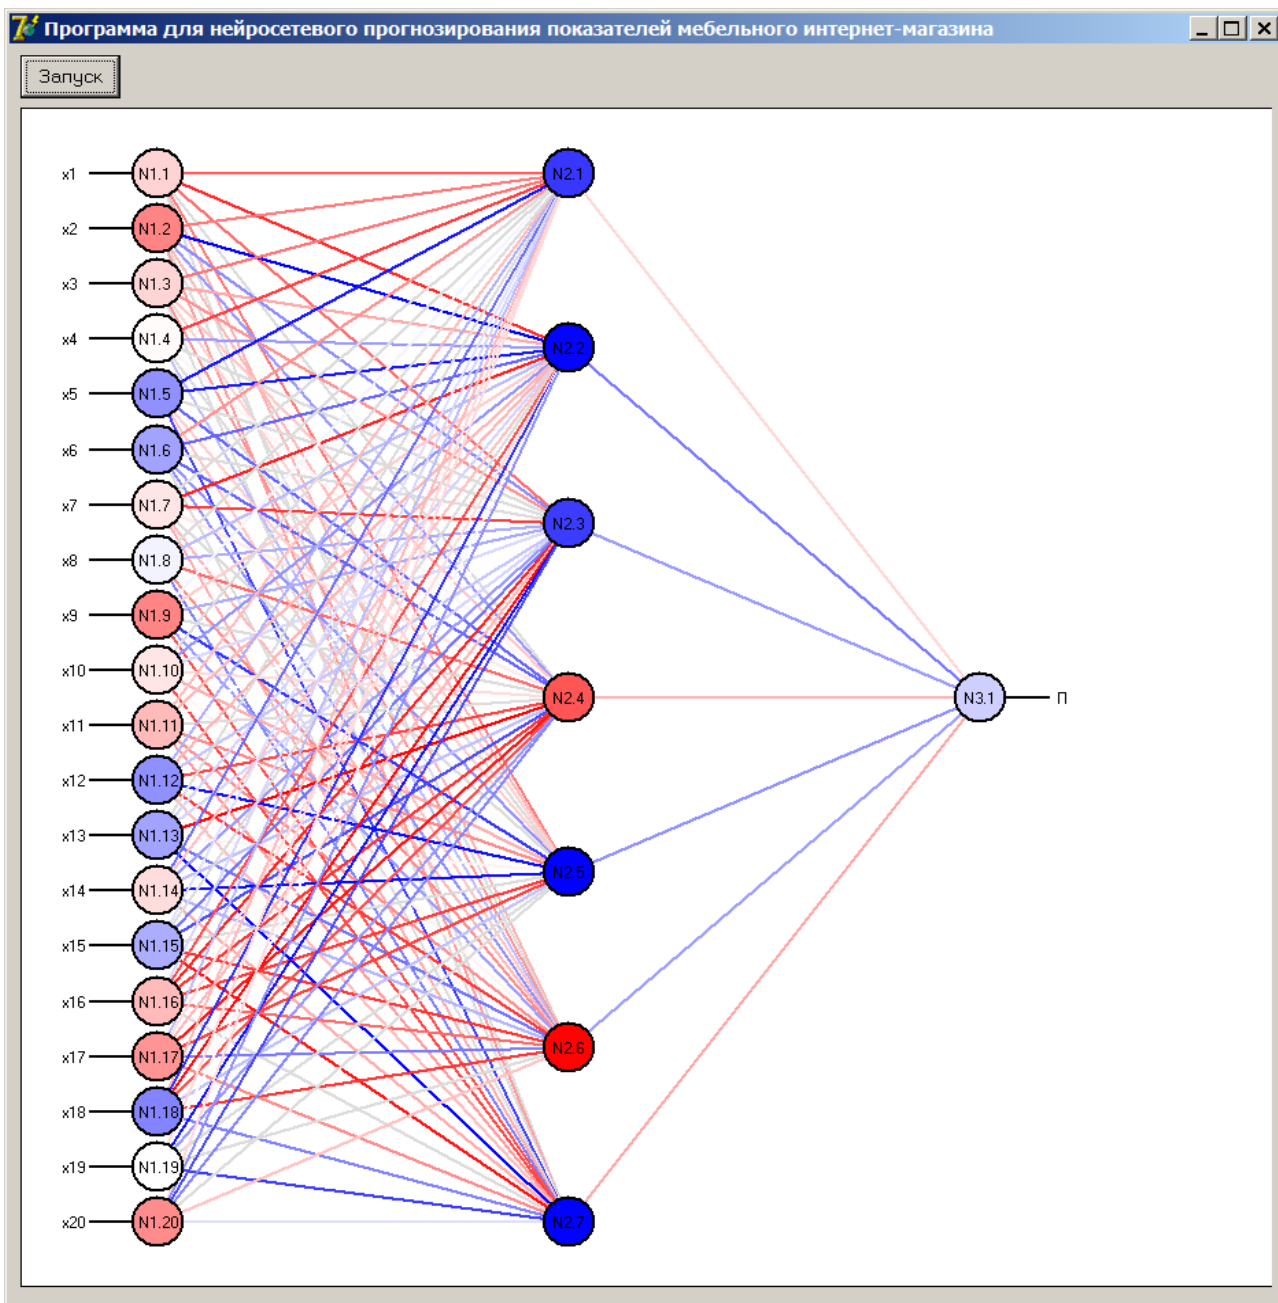 Программа для нейросетевого прогнозирования показателей мебельного интернет-магазина
Запуск
x1 N1.1 N2.1
x2 N1.2
x3 N1.3
x4 N1.4 N2.2
x5 N1.5
x6 N1.6
x7 N1.7 N2.3
x8 N1.8
x9 N1.9
x10 N1.10 N2.4 N3.1 П
x11 N1.11
x12 N1.12
x13 N1.13
x14 N1.14 N2.5
x15 N1.15
x16 N1.16
x17 N1.17 N2.6
x18 N1.18
x19 N1.19
x20 N1.20 N2.7